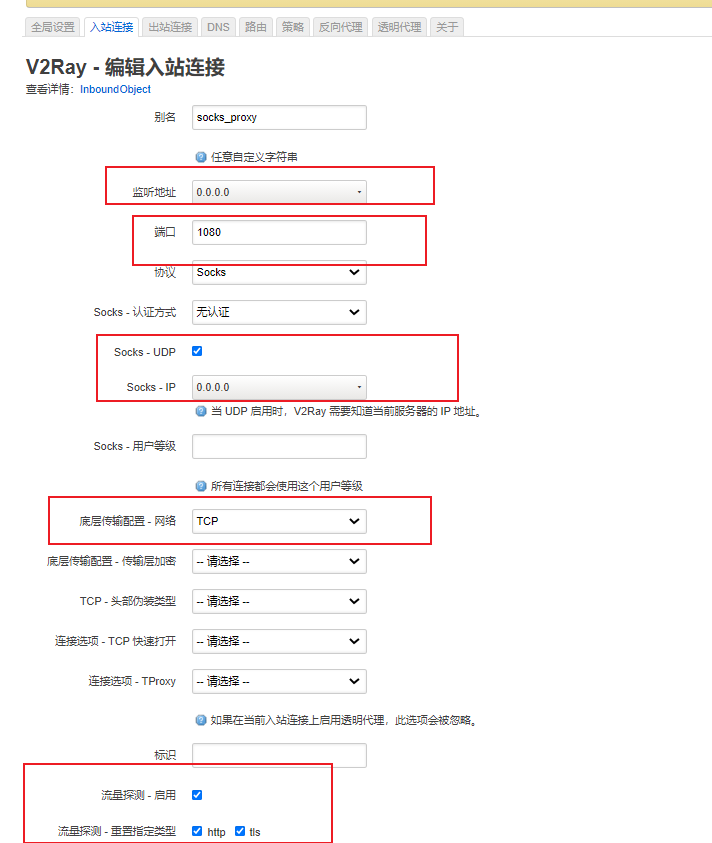 全局设置 入站连接 出站连接 DNS 路由 策略 反向代理 透明代理 关于
V2Ray - 编辑入站连接
查看详情：InboundObject
别名 socks_proxy
任意自定义字符串
监听地址 0.0.0.0
端口 1080
协议 Socks
Socks - 认证方式 无认证
Socks - UDP
Socks - IP 0.0.0.0
当 UDP 启用时，V2Ray 需要知道当前服务器的 IP 地址。
Socks - 用户等级
所有连接都会使用这个用户等级
底层传输配置 - 网络 TCP
底层传输配置 - 传输层加密 -- 请选择 --
TCP - 头部伪装类型 -- 请选择 --
连接选项 - TCP 快速打开 -- 请选择 --
连接选项 - TProxy -- 请选择 --
如果在当前入站连接上启用透明代理，此选项会被忽略。
标识
流量探测 - 启用
流量探测 - 重置指定类型 http tls